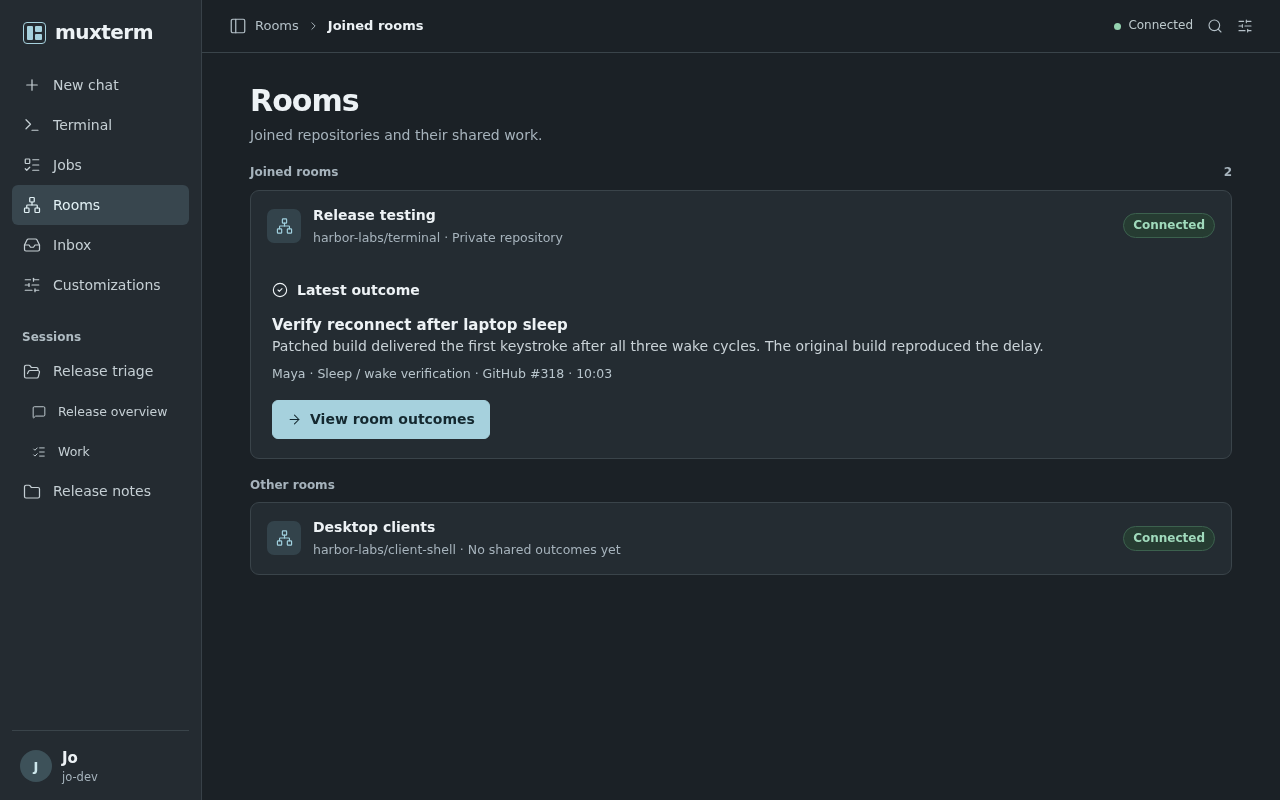 muxterm
New chat
Terminal
Jobs
Rooms
Inbox
Customizations
Sessions
Release triage
Release overview
Work
Release notes
J
Jo
jo-dev
Rooms
Joined rooms
Connected
Rooms
Joined repositories and their shared work.
Joined rooms
2
Release testing
harbor-labs/terminal · Private repository
Connected
Latest outcome
Verify reconnect after laptop sleep
Patched build delivered the first keystroke after all three wake cycles. The original build reproduced the delay.
Maya · Sleep / wake verification · GitHub #318 · 10:03
View room outcomes
Other rooms
Desktop clients
harbor-labs/client-shell · No shared outcomes yet
Connected